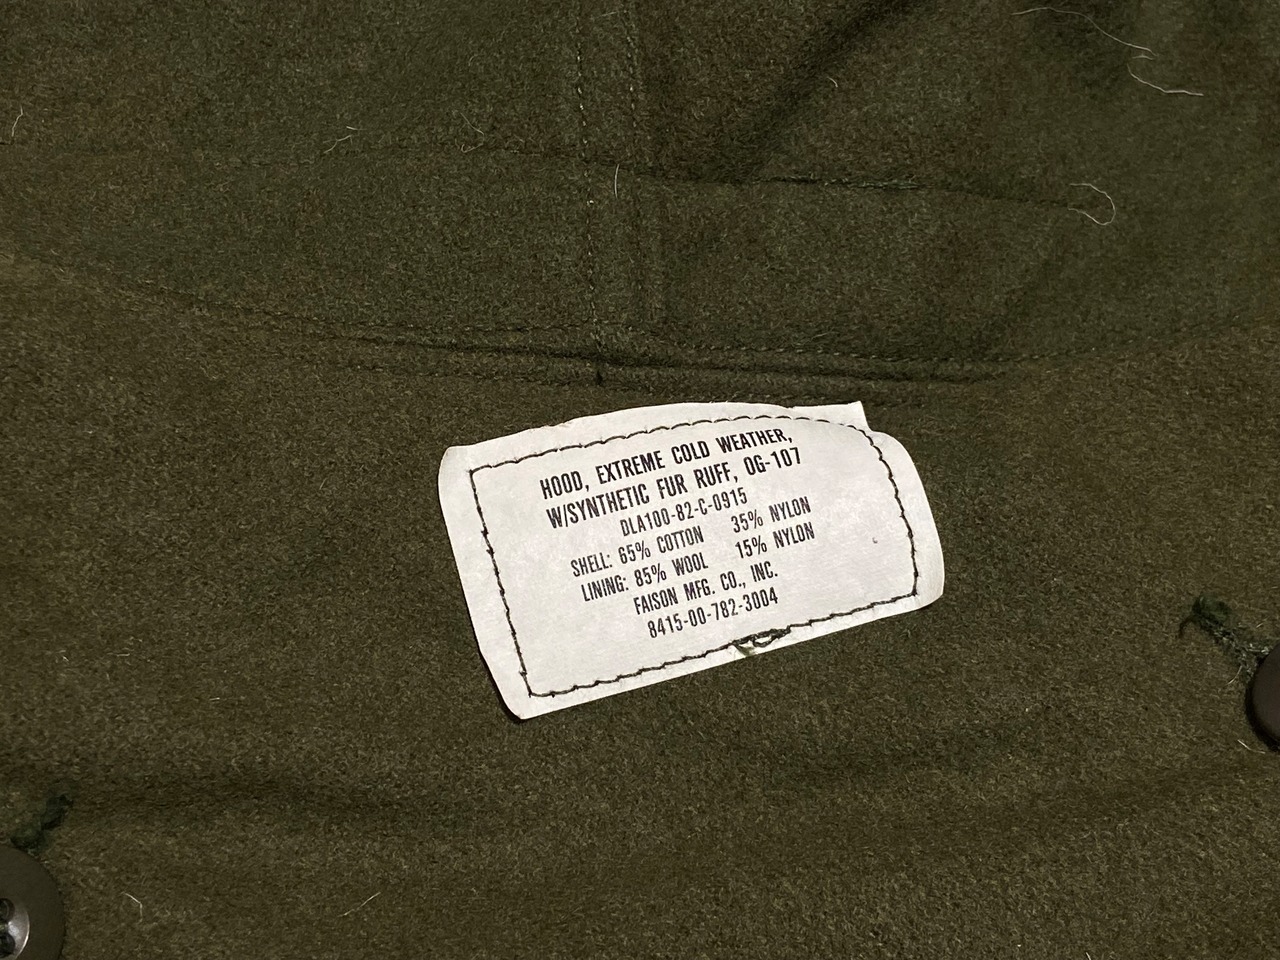 HOOD, EXTREME COLD WEATHER,
W/SYNTHETIC FUR RUFF, OG-107
DLA100-82-C-0915
SHELL: 65% COTTON 35% NYLON
LINING: 85% WOOL 15% NYLON
FAISON MFG. CO., INC.
8415-00-782-3004